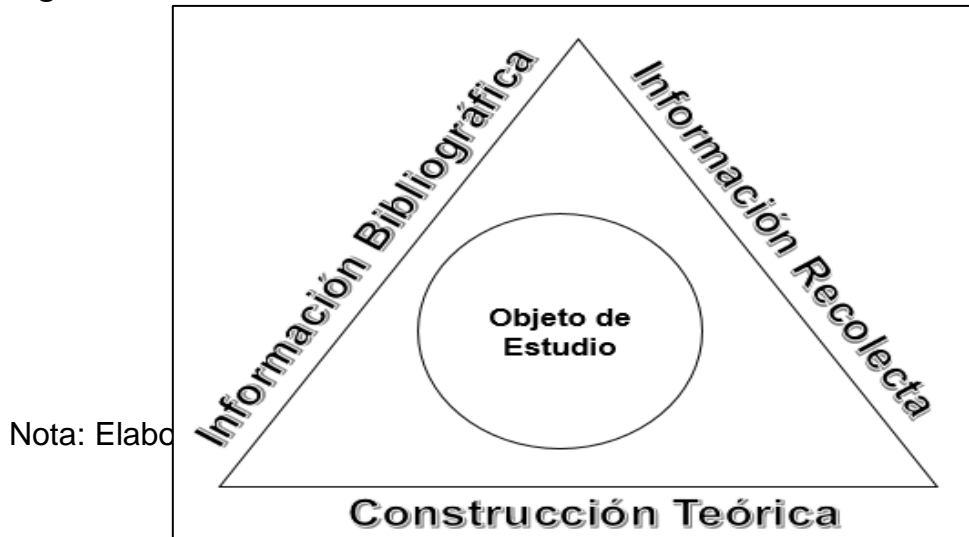 Información Bibliográfica
Información Recolecta
Objeto de
Estudio
Nota: Elabo
Construcción Teórica